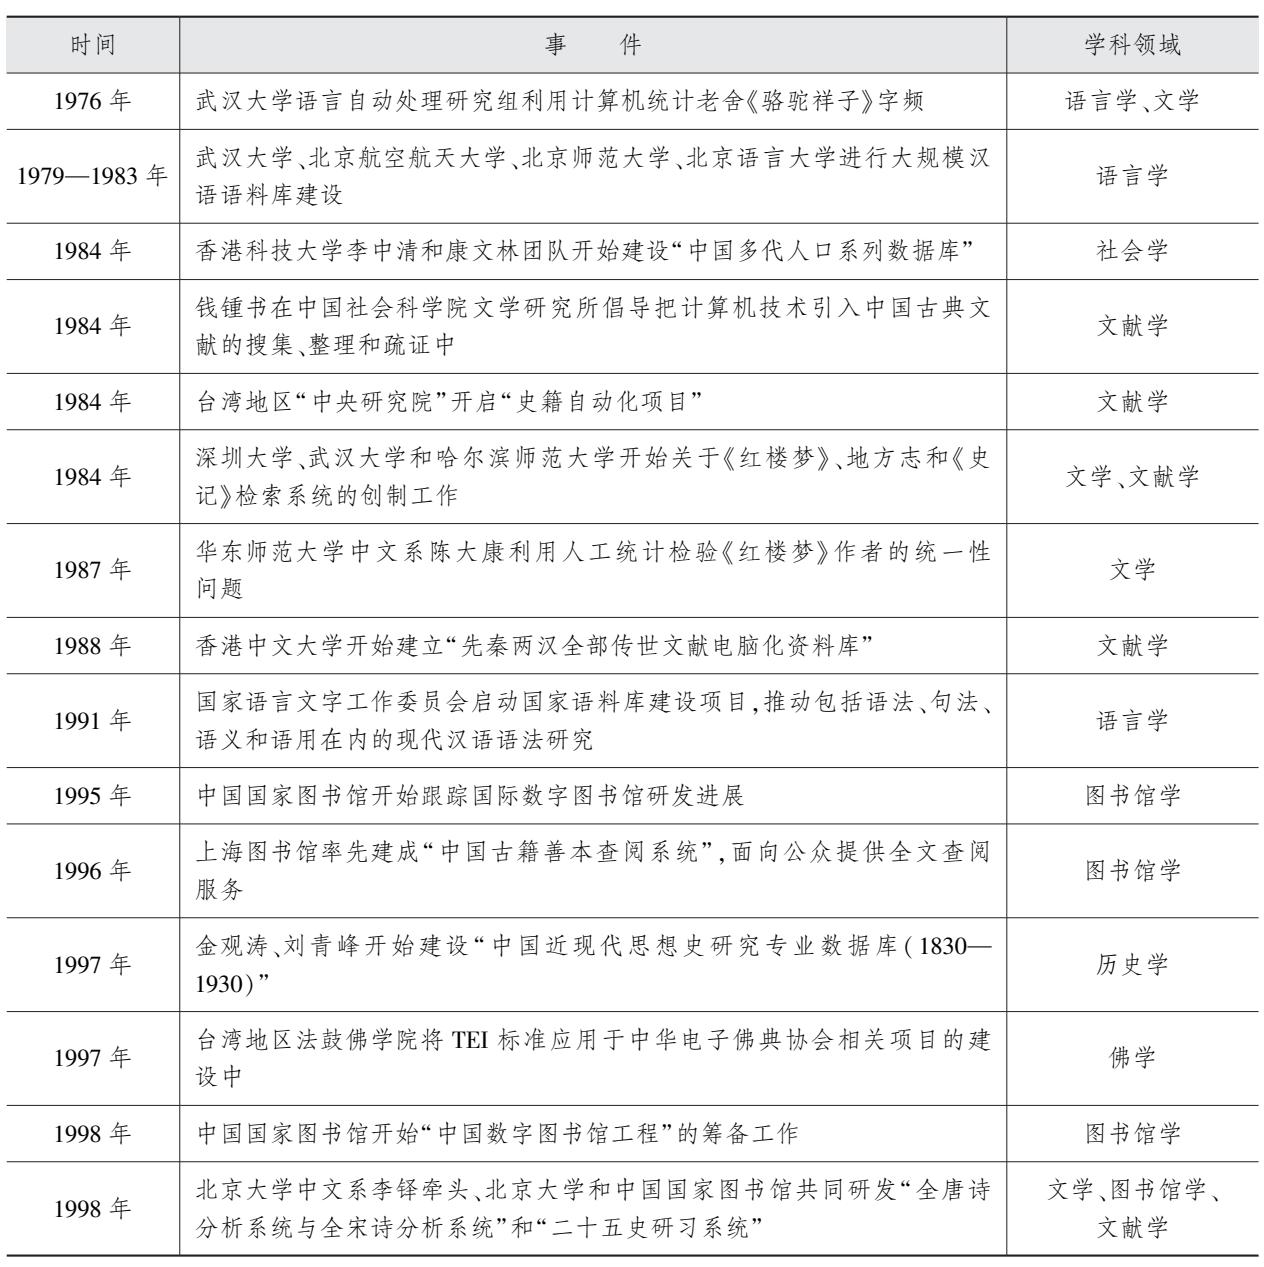 时间 事 件 学科领域
1976 年 武汉大学语言自动处理研究组利用计算机统计老舍《骆驼祥子》字频 语言学、文学
1979—1983 年 武汉大学、北京航空航天大学、北京师范大学、北京语言大学进行大规模汉
语语料库建设 语言学
1984 年 香港科技大学李中清和康文林团队开始建设“中国多代人口系列数据库” 社会学
1984 年 钱锺书在中国社会科学院文学研究所倡导把计算机技术引入中国古典文
献的搜集、整理和疏证中 文献学
1984 年 台湾地区“中央研究院”开启“史籍自动化项目” 文献学
1984 年 深圳大学、武汉大学和哈尔滨师范大学开始关于《红楼梦》、地方志和《史
记》检索系统的创制工作 文学、文献学
1987 年 华东师范大学中文系陈大康利用人工统计检验《红楼梦》作者的统一性
问题 文学
1988 年 香港中文大学开始建立“先秦两汉全部传世文献电脑化资料库” 文献学
1991 年 国家语言文字工作委员会启动国家语料库建设项目,推动包括语法、句法、
语义和语用在内的现代汉语语法研究 语言学
1995 年 中国国家图书馆开始跟踪国际数字图书馆研发进展 图书馆学
1996 年 上海图书馆率先建成“中国古籍善本查阅系统”,面向公众提供全文查阅
服务 图书馆学
1997 年 金观涛、刘青峰开始建设“中国近现代思想史研究专业数据库(1830—
1930)” 历史学
1997 年 台湾地区法鼓佛学院将 TEI 标准应用于中华电子佛典协会相关项目的建
设中 佛学
1998 年 中国国家图书馆开始“中国数字图书馆工程”的筹备工作 图书馆学
1998 年 北京大学中文系李铎牵头、北京大学和中国国家图书馆共同研发“全唐诗 文学、图书馆学、
分析系统与全宋诗分析系统”和“二十五史研习系统” 文献学